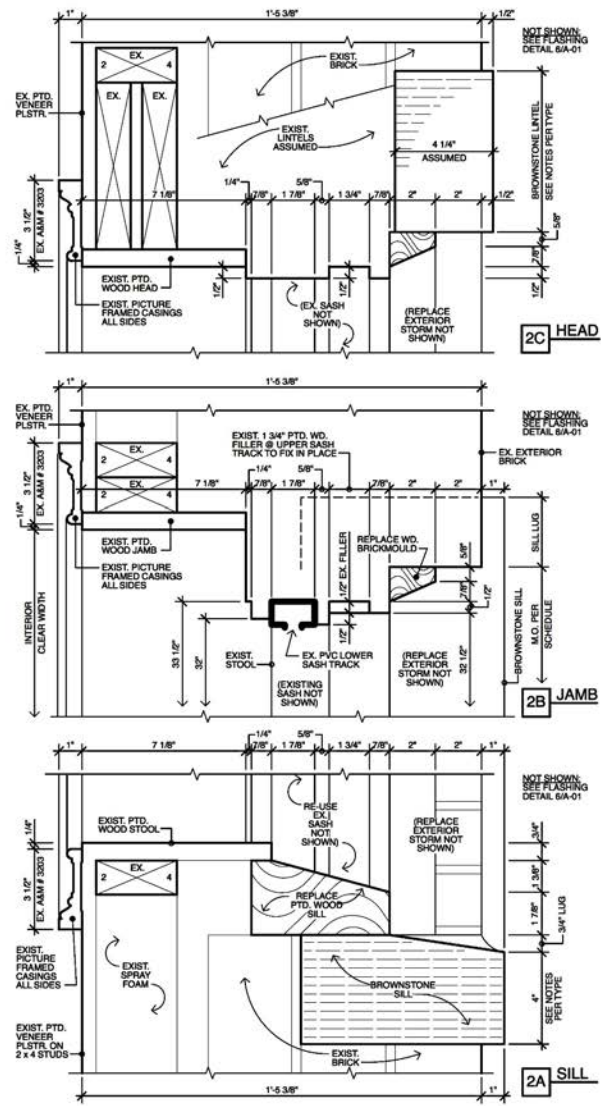 1"
1'-5 3/8"
1/2"
NOT SHOWN:
SEE FLASHING
DETAIL 6/A-01
EX.
2
4
EX.
EX.
EXIST.
BRICK
EX. PTD.
VENEER
PLSTR.
EXIST.
LINTELS
ASSUMED
4 1/4"
ASSUMED
BROWNSTONE LINTEL
SEE NOTES PER TYPE
7 1/8"
1/4"
7/8"
1 7/8"
5/8"
1 3/4"
7/8"
2"
2"
1/2"
3 1/2"
EX. A&M # 3203
1/4"
5/8"
7/8"
1/2"
1/2"
1/2"
EXIST. PTD.
WOOD HEAD
EXIST. PICTURE
FRAMED CASINGS
ALL SIDES
(EX. SASH
NOT
SHOWN)
(REPLACE
EXTERIOR
STORM NOT
SHOWN)
2C HEAD
1"
1'-5 3/8"
EX. PTD.
VENEER
PLSTR.
NOT SHOWN:
SEE FLASHING
DETAIL 6/A-01
EXIST. 1 3/4" PTD. WD.
FILLER @ UPPER SASH
TRACK TO FIX IN PLACE
EX. EXTERIOR
BRICK
EX.
2
4
EX.
2
4
7 1/8"
1/4"
7/8"
1 7/8"
5/8"
1 3/4"
7/8"
2"
2"
1"
3 1/2"
EX. A&M # 3203
1/4"
EXIST. PTD.
WOOD JAMB
EXIST. PICTURE
FRAMED CASINGS
ALL SIDES
REPLACE WD.
BRICKMOULD
1/2" EX. FILLER
1/2"
5/8"
7/8"
1/2"
SILL LUG
M.O. PER
SCHEDULE
BROWNSTONE SILL
INTERIOR
CLEAR WIDTH
33 1/2"
32"
EXIST.
STOOL
EX. PVC LOWER
SASH TRACK
(EXISTING
SASH NOT
SHOWN)
(REPLACE
EXTERIOR
STORM NOT
SHOWN)
32 1/2"
2B JAMB
1"
7 1/8"
1/4"
7/8"
1 7/8"
5/8"
1 3/4"
7/8"
2"
2"
1"
NOT SHOWN:
SEE FLASHING
DETAIL 6/A-01
1/4"
EXIST. PTD.
WOOD STOOL
RE-USE
EX.
SASH
NOT
SHOWN)
(REPLACE
EXTERIOR
STORM NOT
SHOWN)
3/4"
1 3/8"
1 7/8"
3/4" LUG
3 1/2"
EX. A&M # 3203
EX.
2
4
REPLACE
PTD. WOOD
SILL
EXIST.
PICTURE
FRAMED
CASINGS
ALL SIDES
EXIST.
SPRAY
FOAM
BROWNSTONE
SILL
4"
SEE NOTES
PER TYPE
EXIST. PTD.
VENEER
PLSTR. ON
2 x 4 STUDS
EXIST.
BRICK
1'-5 3/8"
1"
2A SILL